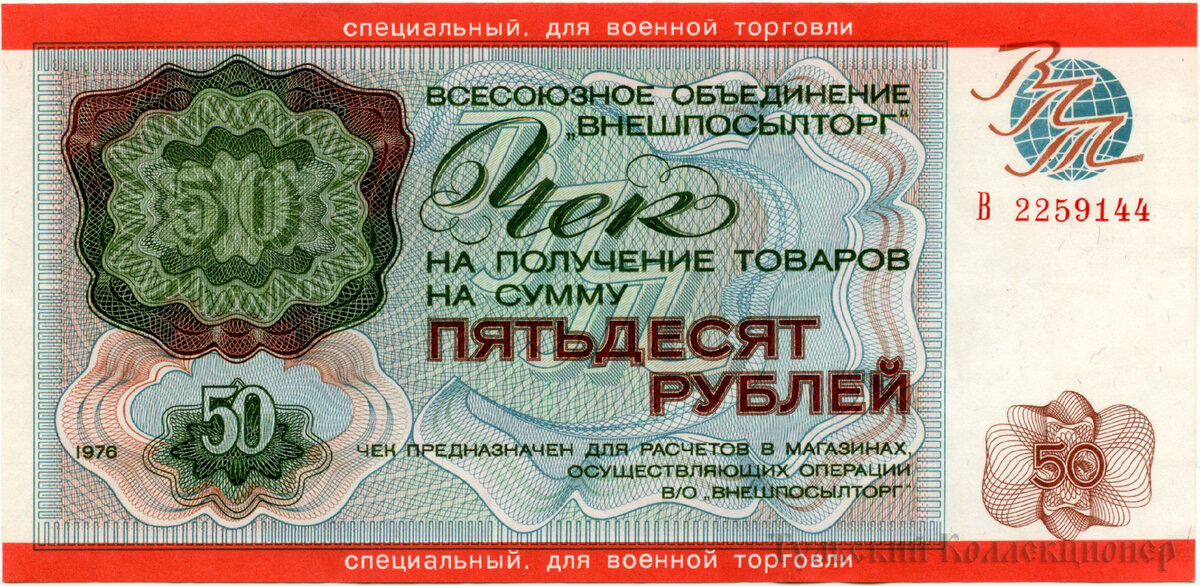 специальный. для военной торговли
ВСЕСОЮЗНОЕ ОБЪЕДИНЕНИЕ
„ВНЕШПОСЫЛТОРГ“
Чек
НА ПОЛУЧЕНИЕ ТОВАРОВ
НА СУММУ
ПЯТЬДЕСЯТ
РУБЛЕЙ
ВПТ
В 2259144
50
50
1976
ЧЕК ПРЕДНАЗНАЧЕН ДЛЯ РАСЧЕТОВ В МАГАЗИНАХ,
ОСУЩЕСТВЛЯЮЩИХ ОПЕРАЦИИ
В/О „ВНЕШПОСЫЛТОРГ“
50
специальный. для военной торговли
Коллекционер